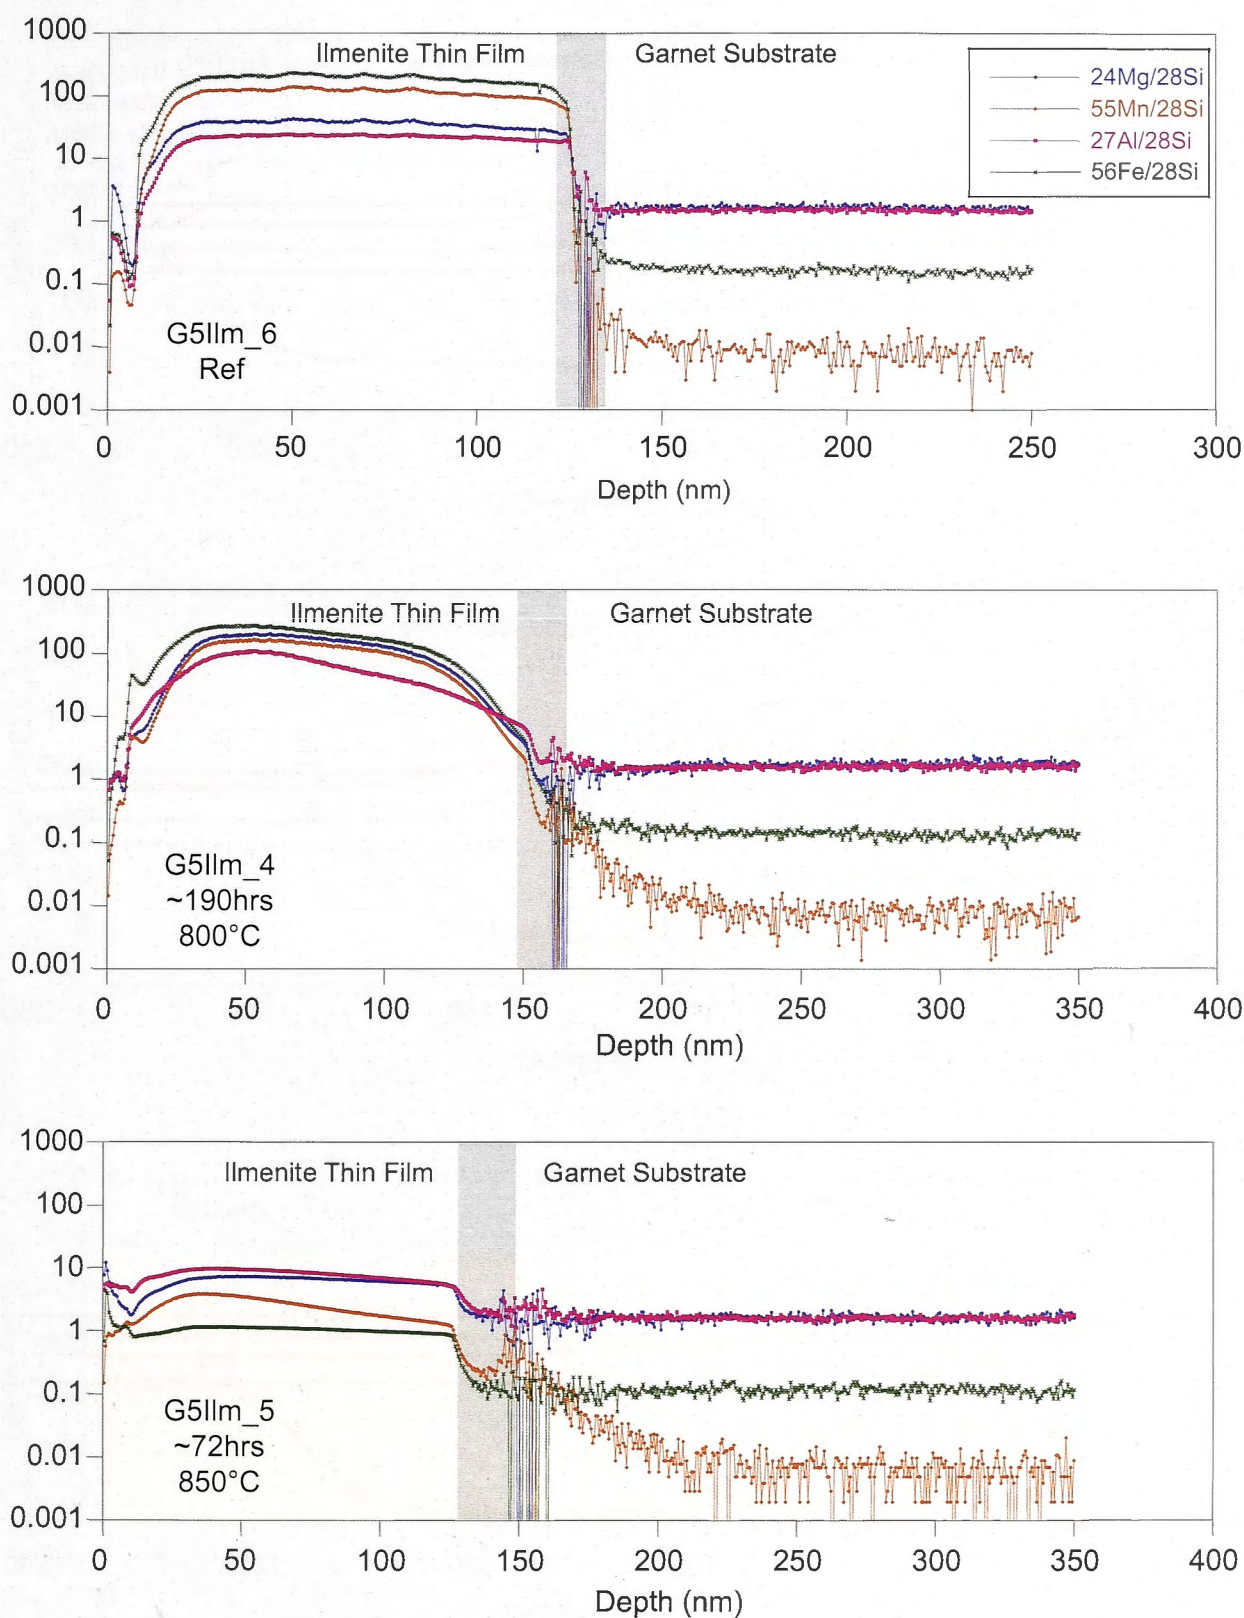 1000
100
10
1
0.1
0.01
0.001
Ilmenite Thin Film
Garnet Substrate
24Mg/28Si
55Mn/28Si
27Al/28Si
56Fe/28Si
G5Ilm_6
Ref
0 50 100 150 200 250 300
Depth (nm)
1000
100
10
1
0.1
0.01
0.001
Ilmenite Thin Film
Garnet Substrate
G5Ilm_4
~190hrs
800°C
0 50 100 150 200 250 300 350 400
Depth (nm)
1000
100
10
1
0.1
0.01
0.001
Ilmenite Thin Film
Garnet Substrate
G5Ilm_5
~72hrs
850°C
0 50 100 150 200 250 300 350 400
Depth (nm)